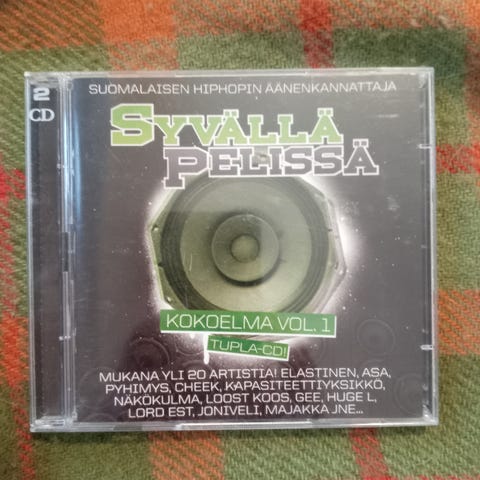 2
CD
SUOMALAISEN HIPHOPIN ÄÄNENKANNATTAJA
SYVÄLLÄ
PELISSÄ
KOKOELMA VOL. 1
TUPLA-CD!
MUKANA YLI 20 ARTISTIA! ELASTINEN, ASA,
PYHIMYS, CHEEK, KAPASITEETTIYKSIKKÖ,
NÄKÖKULMA, LOOST KOOS, GEE, HUGE L,
LORD EST, JONIVELI, MAJAKKA JNE...